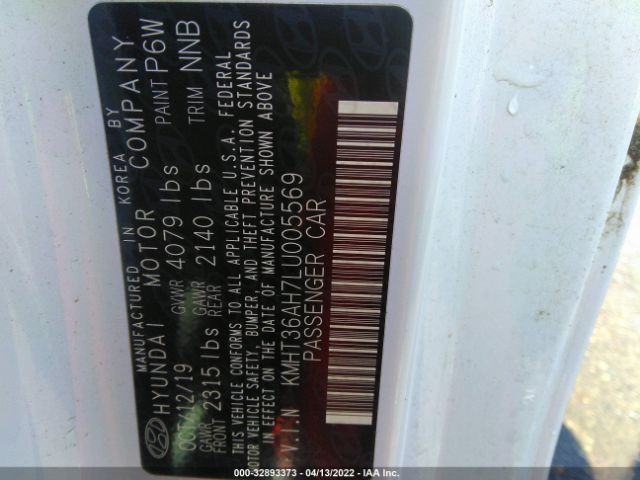 MANUFACTURED IN KOREA BY
HYUNDAI MOTOR COMPANY
OCT/12/19 GVWR 4079 lbs PAINT P6W
GAWR FRONT 2315 lbs GAWR REAR 2140 lbs TRIM NNB
THIS VEHICLE CONFORMS TO ALL APPLICABLE U.S.A. FEDERAL
MOTOR VEHICLE SAFETY, BUMPER, AND THEFT PREVENTION STANDARDS
IN EFFECT ON THE DATE OF MANUFACTURE SHOWN ABOVE
V.I.N KMHT36AH7LU005569
PASSENGER CAR
000-32893373 - 04/13/2022 - IAA Inc.